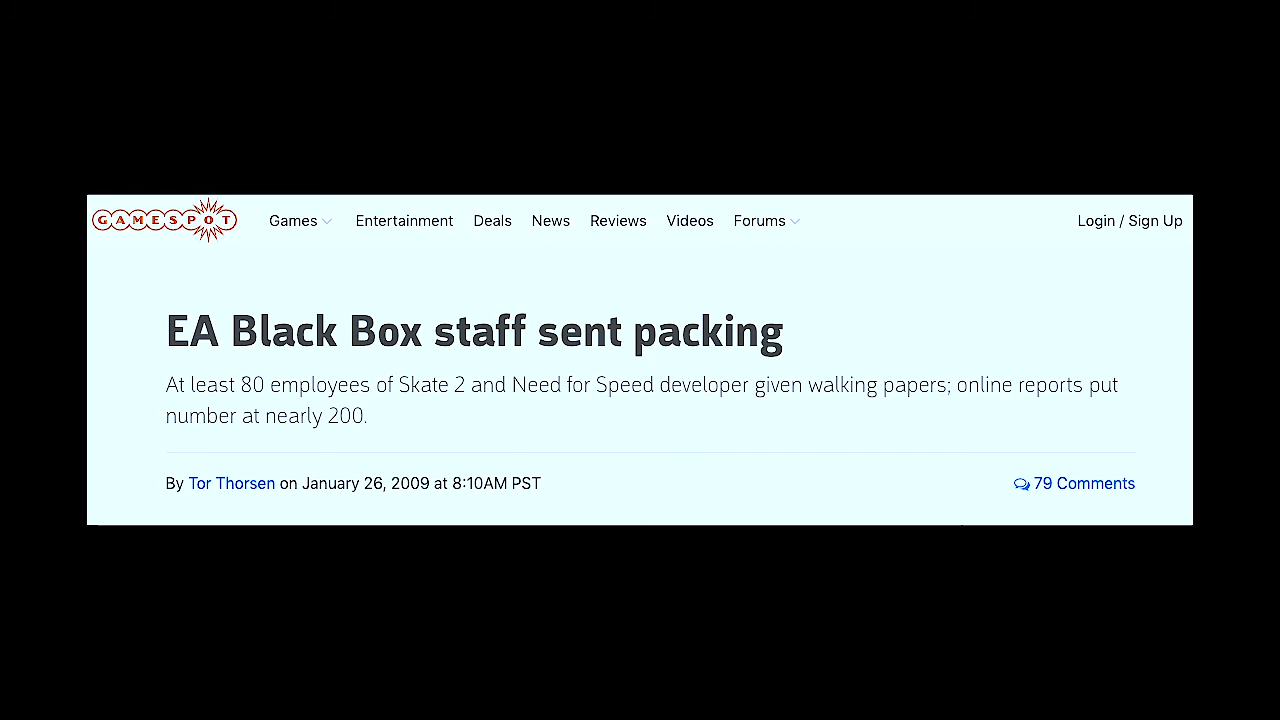 GAMESPOT Games Entertainment Deals News Reviews Videos Forums Login / Sign Up
EA Black Box staff sent packing
At least 80 employees of Skate 2 and Need for Speed developer given walking papers; online reports put
number at nearly 200.
By Tor Thorsen on January 26, 2009 at 8:10AM PST 79 Comments